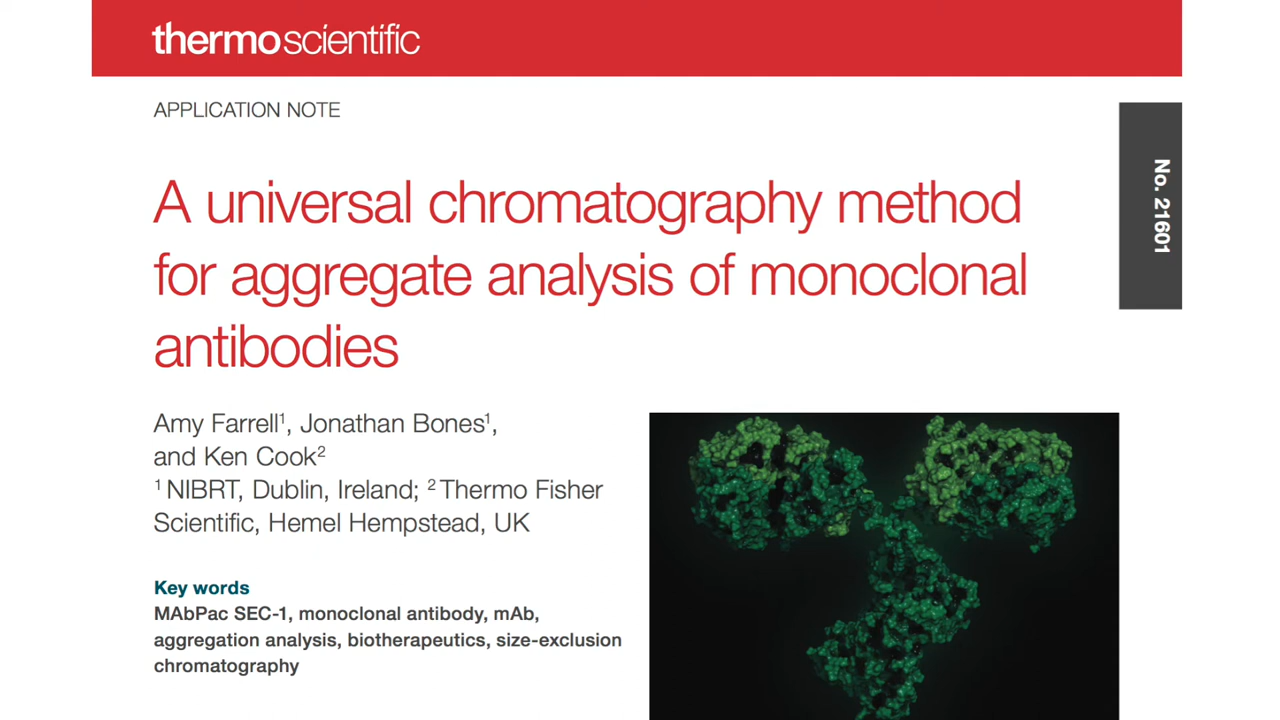 thermo scientific
APPLICATION NOTE
No. 21601
A universal chromatography method
for aggregate analysis of monoclonal
antibodies
Amy Farrell¹, Jonathan Bones¹,
and Ken Cook²
¹ NIBRT, Dublin, Ireland; ² Thermo Fisher
Scientific, Hemel Hempstead, UK
Key words
MAbPac SEC-1, monoclonal antibody, mAb,
aggregation analysis, biotherapeutics, size-exclusion
chromatography